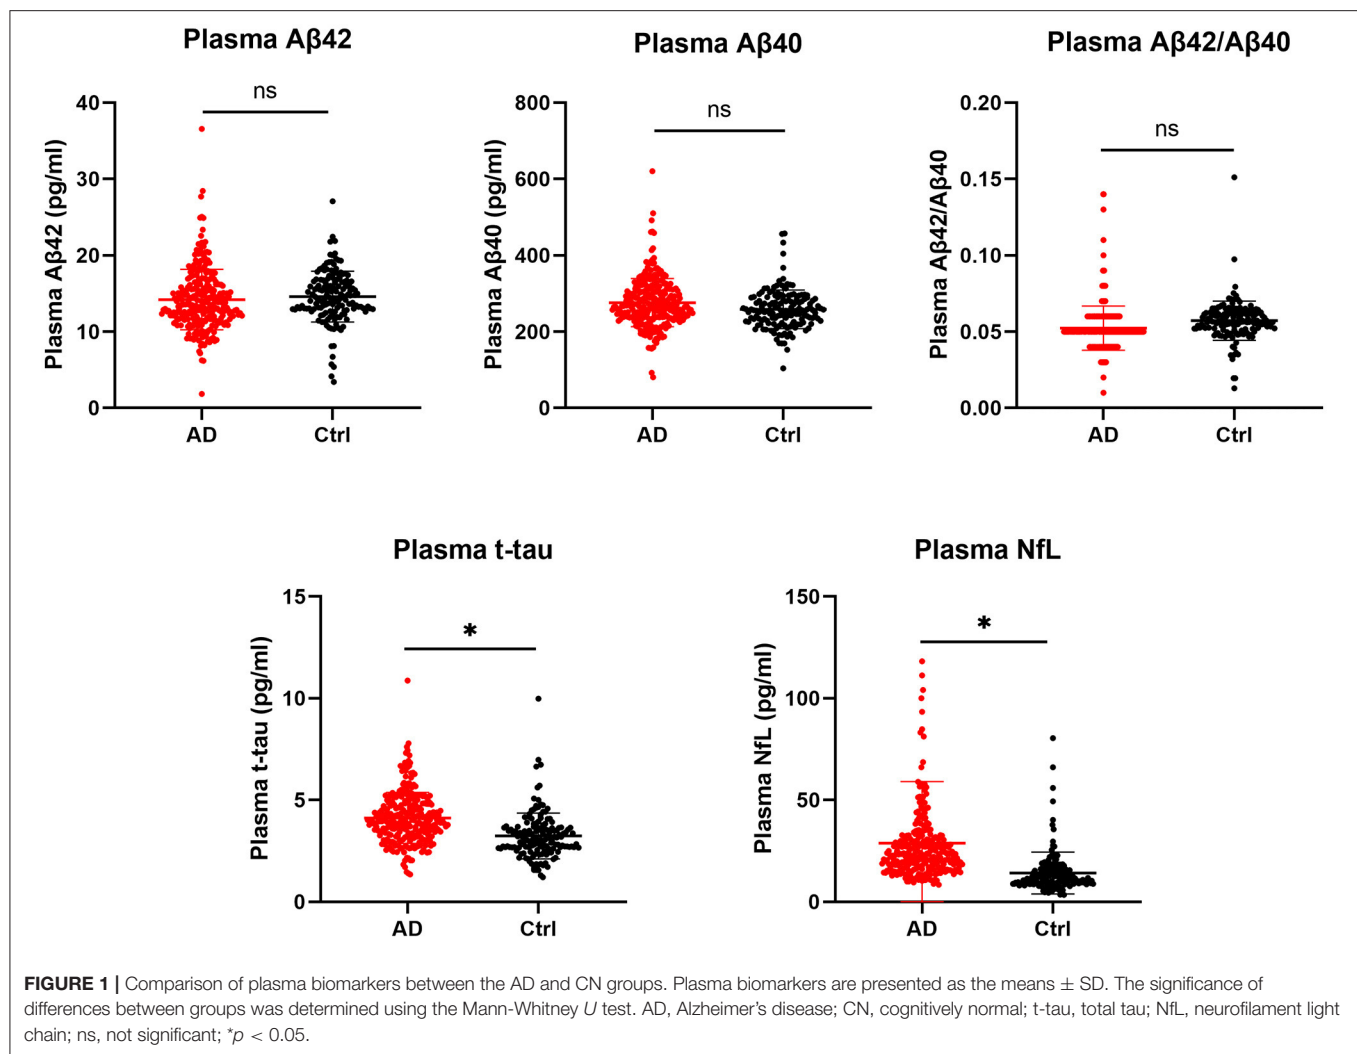 Plasma Aβ42
Plasma Aβ40
Plasma Aβ42/Aβ40
ns
40
30
20
10
0
Plasma Aβ42 (pg/ml)
AD
Ctrl
ns
800
600
400
200
0
Plasma Aβ40 (pg/ml)
AD
Ctrl
ns
0.20
0.15
0.10
0.05
0.00
Plasma Aβ42/Aβ40
AD
Ctrl
Plasma t-tau
Plasma NfL
*
15
10
5
0
Plasma t-tau (pg/ml)
AD
Ctrl
*
150
100
50
0
Plasma NfL (pg/ml)
AD
Ctrl
FIGURE 1 | Comparison of plasma biomarkers between the AD and CN groups. Plasma biomarkers are presented as the means ± SD. The significance of
differences between groups was determined using the Mann-Whitney U test. AD, Alzheimer's disease; CN, cognitively normal; t-tau, total tau; NfL, neurofilament light
chain; ns, not significant; *p < 0.05.